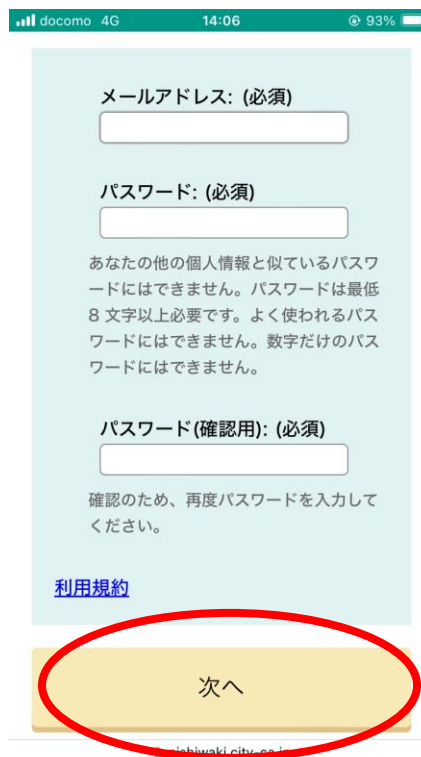 docomo 4G 14:06 93%
メールアドレス: (必須)
パスワード: (必須)
あなたの他の個人情報と似ているパスワ
ードにはできません。パスワードは最低
8 文字以上必要です。よく使われるパス
ワードにはできません。数字だけのパス
ワードにはできません。
パスワード(確認用): (必須)
確認のため、再度パスワードを入力して
ください。
利用規約
次へ